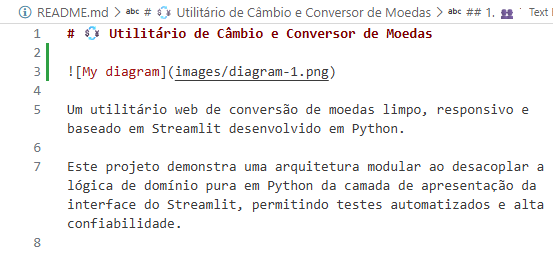 README.md > abc # 💱 Utilitário de Câmbio e Conversor de Moedas > abc ## 1. 👥
Text
1 # 💱 Utilitário de Câmbio e Conversor de Moedas
2
3 ![My diagram](images/diagram-1.png)
4
5 Um utilitário web de conversão de moedas limpo, responsivo e
baseado em Streamlit desenvolvido em Python.
6
7 Este projeto demonstra uma arquitetura modular ao desacoplar a
lógica de domínio pura em Python da camada de apresentação da
interface do Streamlit, permitindo testes automatizados e alta
confiabilidade.
8